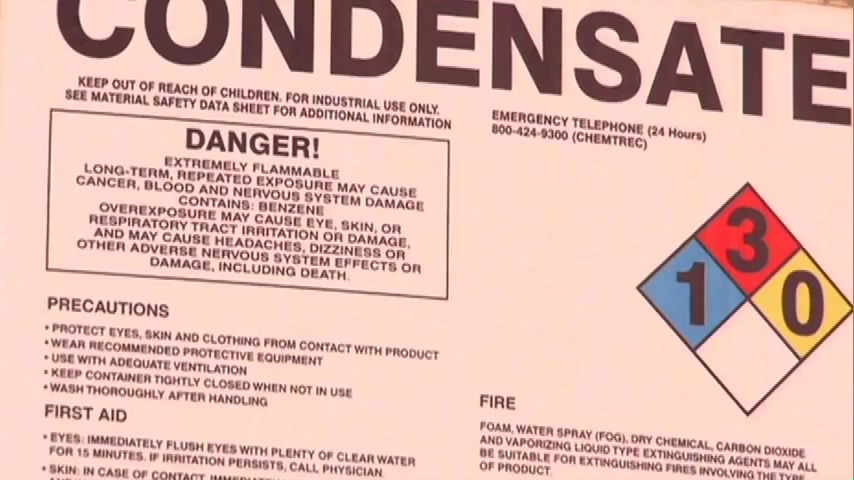 CONDENSATE
KEEP OUT OF REACH OF CHILDREN. FOR INDUSTRIAL USE ONLY.
SEE MATERIAL SAFETY DATA SHEET FOR ADDITIONAL INFORMATION
DANGER!
EXTREMELY FLAMMABLE
LONG-TERM, REPEATED EXPOSURE MAY CAUSE
CANCER, BLOOD AND NERVOUS SYSTEM DAMAGE
CONTAINS: BENZENE
OVEREXPOSURE MAY CAUSE EYE, SKIN, OR
RESPIRATORY TRACT IRRITATION OR DAMAGE,
AND MAY CAUSE HEADACHES, DIZZINESS OR
OTHER ADVERSE NERVOUS SYSTEM EFFECTS OR
DAMAGE, INCLUDING DEATH.
PRECAUTIONS
• PROTECT EYES, SKIN AND CLOTHING FROM CONTACT WITH PRODUCT
• WEAR RECOMMENDED PROTECTIVE EQUIPMENT
• USE WITH ADEQUATE VENTILATION
• KEEP CONTAINER TIGHTLY CLOSED WHEN NOT IN USE
• WASH THOROUGHLY AFTER HANDLING
FIRST AID
• EYES: IMMEDIATELY FLUSH EYES WITH PLENTY OF CLEAR WATER
FOR 15 MINUTES. IF IRRITATION PERSISTS, CALL PHYSICIAN.
• SKIN: IN CASE OF CONTACT, IMMEDIATELY
EMERGENCY TELEPHONE (24 Hours)
800-424-9300 (CHEMTREC)
3
1
0
FIRE
FOAM, WATER SPRAY (FOG), DRY CHEMICAL, CARBON DIOXIDE
AND VAPORIZING LIQUID TYPE EXTINGUISHING AGENTS MAY ALL
BE SUITABLE FOR EXTINGUISHING FIRES INVOLVING THE TYPE
OF PRODUCT.